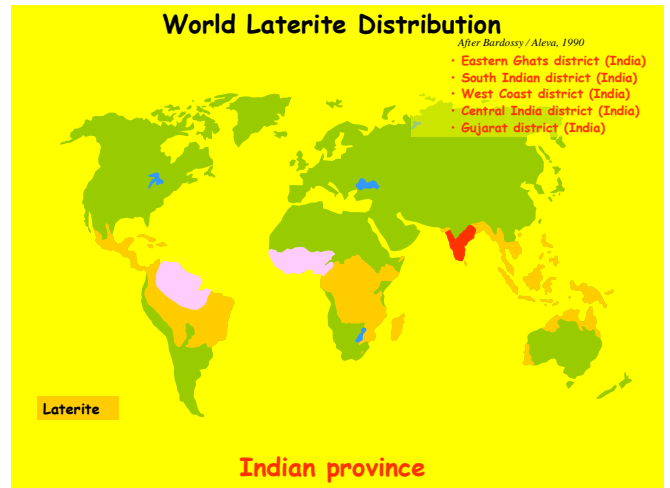 World Laterite Distribution
After Bardossy / Aleva, 1990
• Eastern Ghats district (India)
• South Indian district (India)
• West Coast district (India)
• Central India district (India)
• Gujarat district (India)
Laterite
Indian province